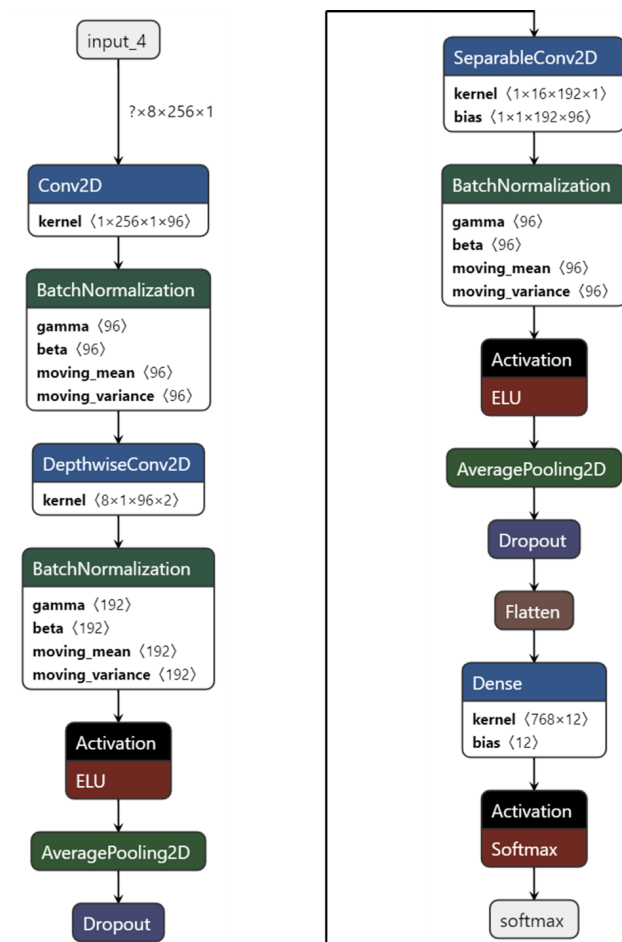 input_4
?×8×256×1
Conv2D
kernel ⟨1×256×1×96⟩
BatchNormalization
gamma ⟨96⟩
beta ⟨96⟩
moving_mean ⟨96⟩
moving_variance ⟨96⟩
DepthwiseConv2D
kernel ⟨8×1×96×2⟩
BatchNormalization
gamma ⟨192⟩
beta ⟨192⟩
moving_mean ⟨192⟩
moving_variance ⟨192⟩
Activation
ELU
AveragePooling2D
Dropout
SeparableConv2D
kernel ⟨1×16×192×1⟩
bias ⟨1×1×192×96⟩
BatchNormalization
gamma ⟨96⟩
beta ⟨96⟩
moving_mean ⟨96⟩
moving_variance ⟨96⟩
Activation
ELU
AveragePooling2D
Dropout
Flatten
Dense
kernel ⟨768×12⟩
bias ⟨12⟩
Activation
Softmax
softmax